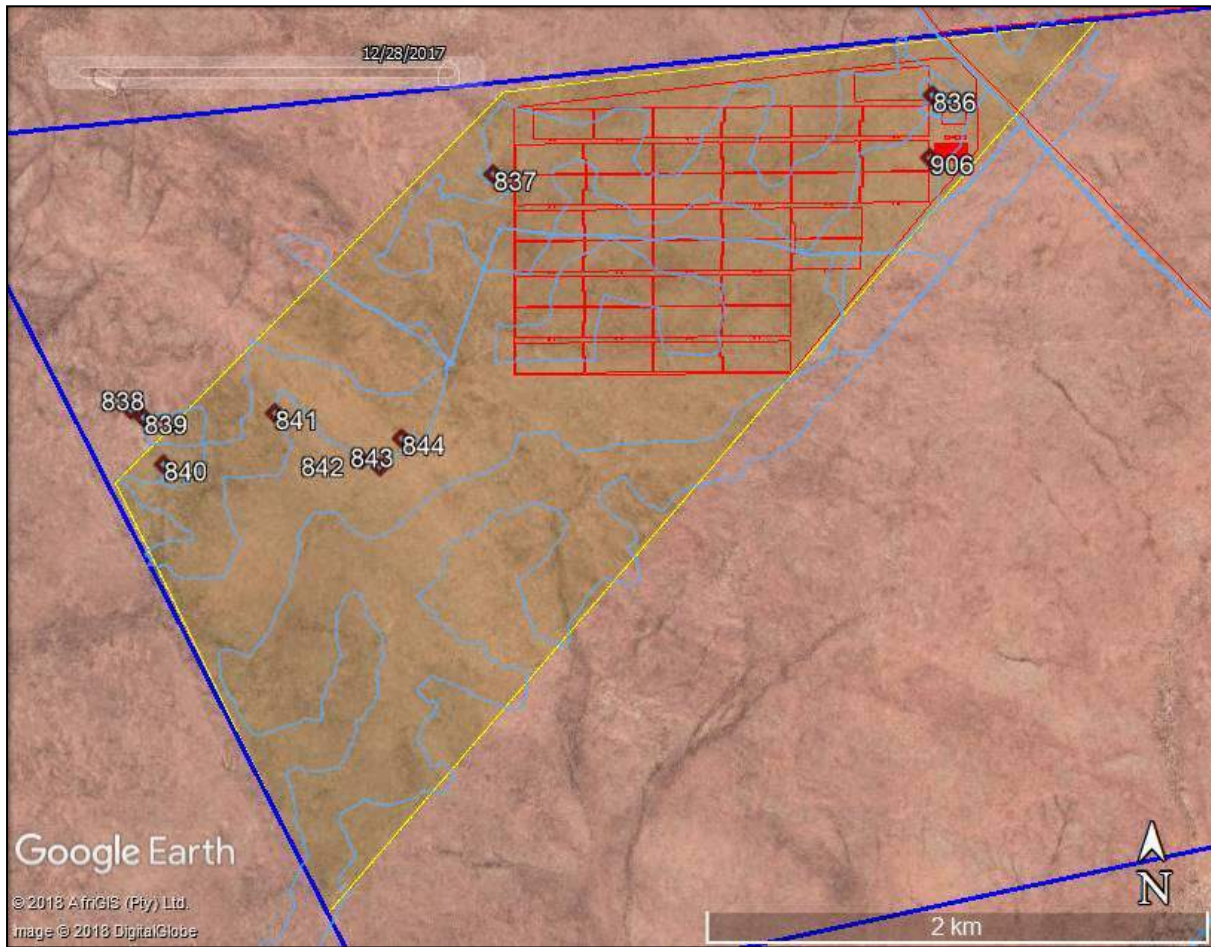 12/28/2017
836
906
837
838
839
841
844
843
842
840
Google Earth
© 2018 AfriGIS (Pty) Ltd.
Image © 2018 DigitalGlobe
N
2 km